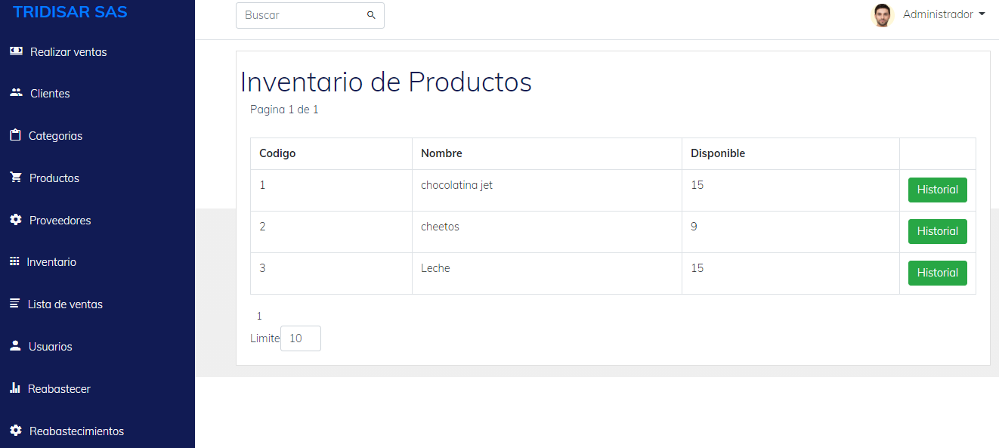 TRIDISAR SAS
Realizar ventas
Clientes
Categorias
Productos
Proveedores
Inventario
Lista de ventas
Usuarios
Reabastecer
Reabastecimientos
Buscar
Administrador
Inventario de Productos
Pagina 1 de 1
Codigo Nombre Disponible
1 chocolatina jet 15 Historial
2 cheetos 9 Historial
3 Leche 15 Historial
1
Limite 10